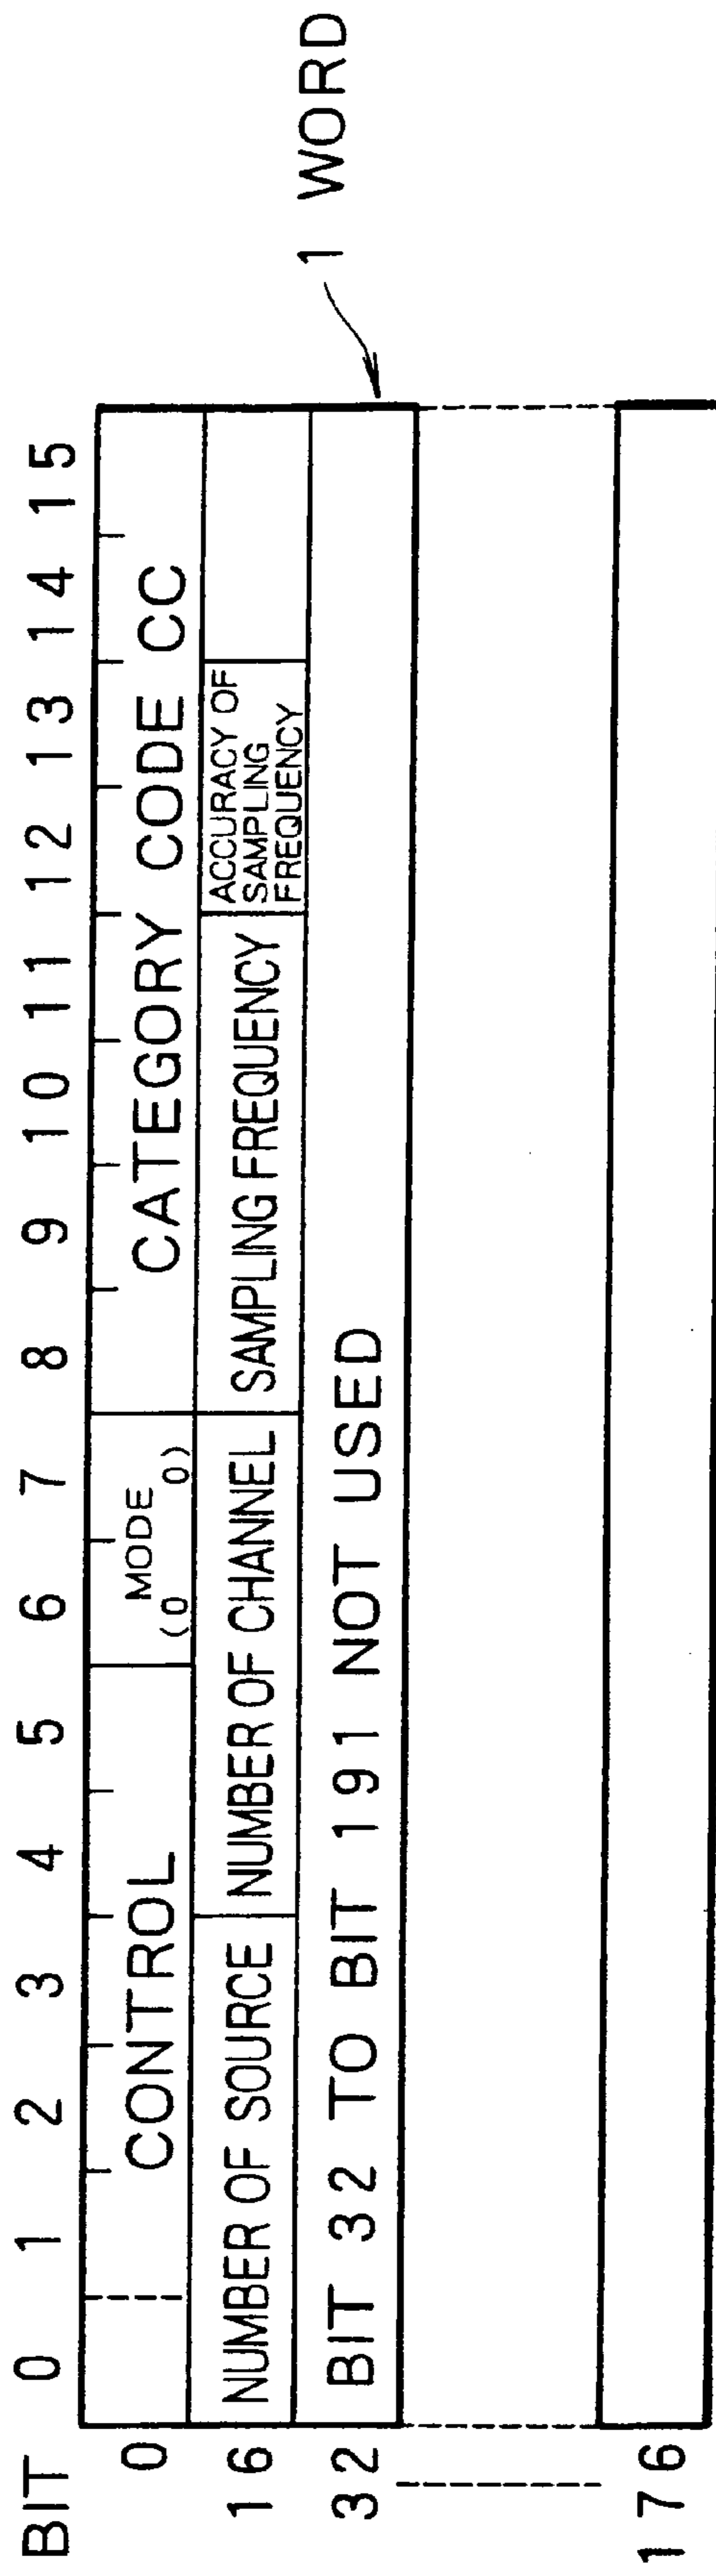 BIT 0 1 2 3 4 5 6 7 8 9 10 11 12 13 14 15
0 CONTROL MODE CATEGORY CODE CC
(0 0)
16 NUMBER OF SOURCE NUMBER OF CHANNEL SAMPLING FREQUENCY ACCURACY OF
SAMPLING
FREQUENCY
32 BIT 32 TO BIT 191 NOT USED
1 WORD
176